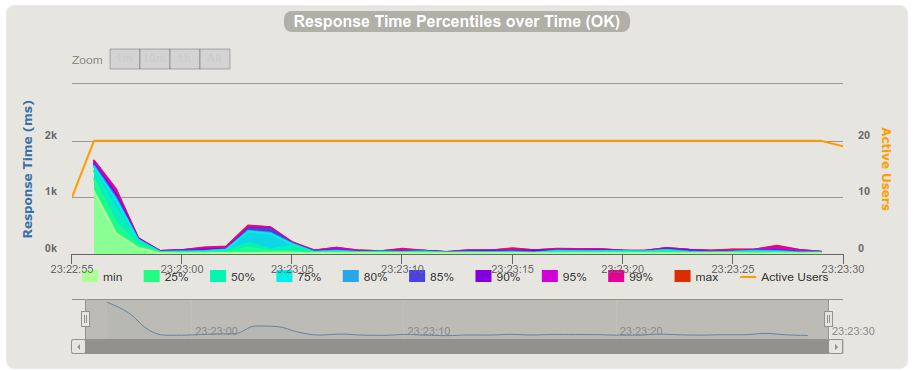 Response Time Percentiles over Time (OK)
Zoom 1m 10m 1h All
Response Time (ms)
2k
1k
0k
20
10
0
Active Users
23:22:55 23:23:00 23:23:05 23:23:10 23:23:15 23:23:20 23:23:25 23:23:30
min 25% 50% 75% 80% 85% 90% 95% 99% max Active Users
23:23:00 23:23:10 23:23:20 23:23:30